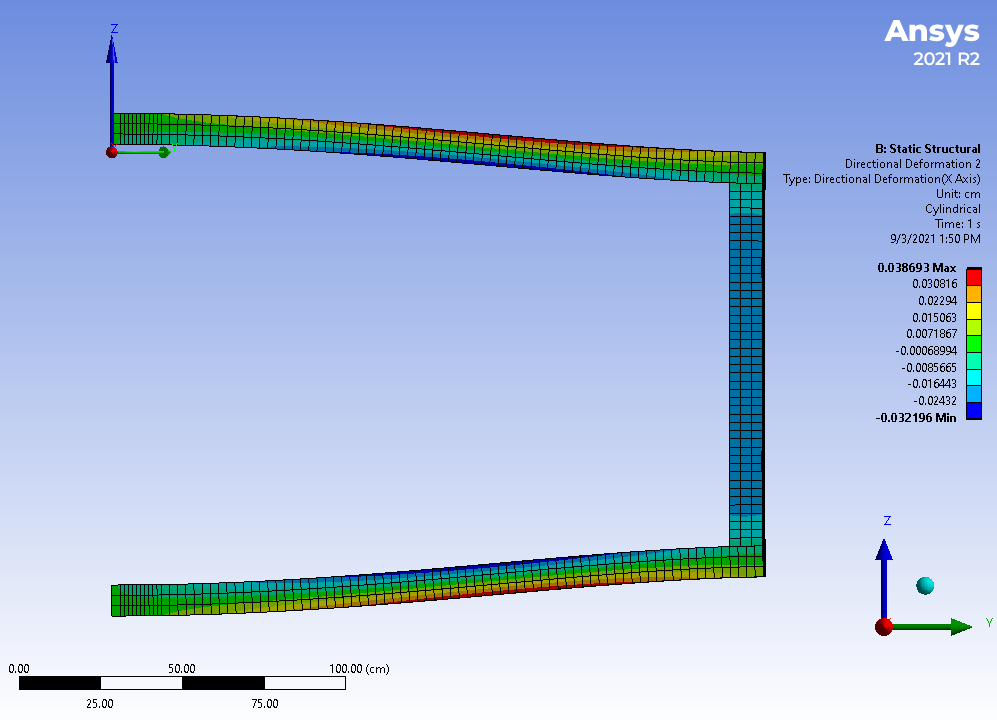 Z
Ansys
2021 R2
B: Static Structural
Directional Deformation 2
Type: Directional Deformation(X Axis)
Unit: cm
Cylindrical
Time: 1 s
9/3/2021 1:50 PM
0.038693 Max
0.030816
0.02294
0.015063
0.0071867
-0.00068994
-0.0085665
-0.016443
-0.02432
-0.032196 Min
Z
Y
0.00 50.00 100.00 (cm)
25.00 75.00